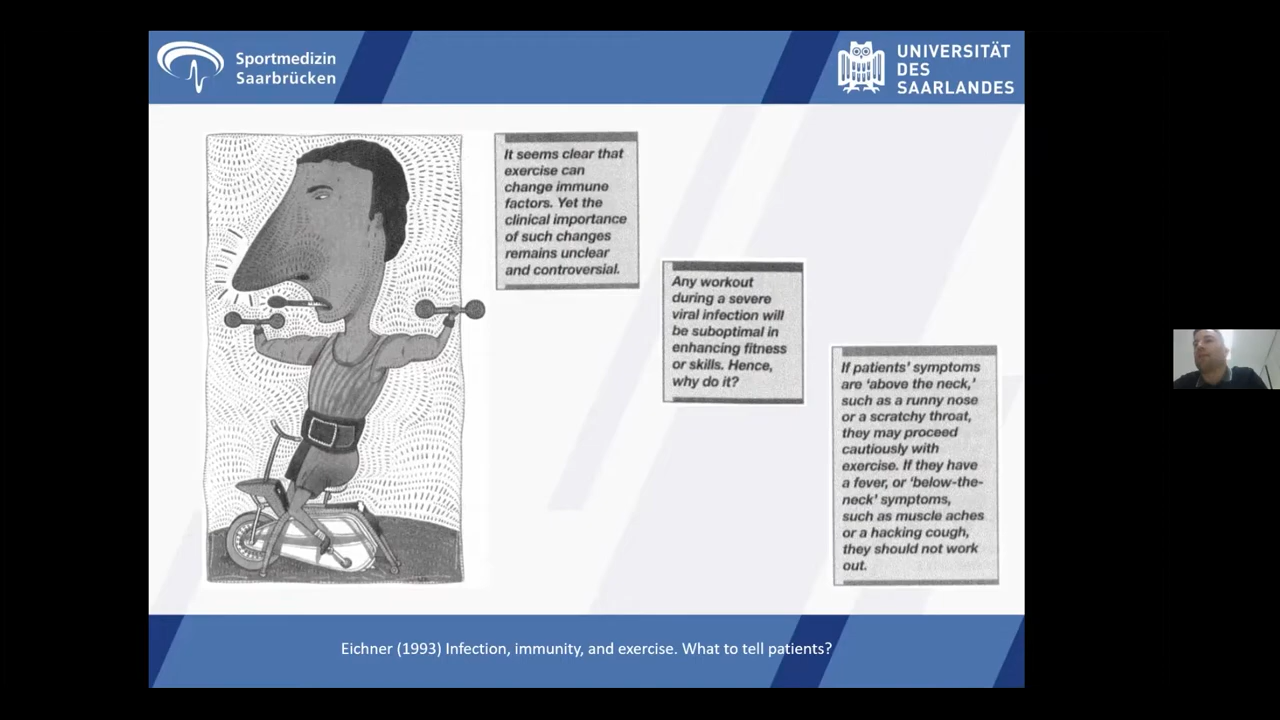 Sportmedizin
Saarbrücken
UNIVERSITÄT
DES
SAARLANDES
It seems clear that
exercise can
change immune
factors. Yet the
clinical importance
of such changes
remains unclear
and controversial.
Any workout
during a severe
viral infection will
be suboptimal in
enhancing fitness
or skills. Hence,
why do it?
If patients' symptoms
are 'above the neck,'
such as a runny nose
or a scratchy throat,
they may proceed
cautiously with
exercise. If they have
a fever, or 'below-the-
neck' symptoms,
such as muscle aches
or a hacking cough,
they should not work
out.
Eichner (1993) Infection, immunity, and exercise. What to tell patients?